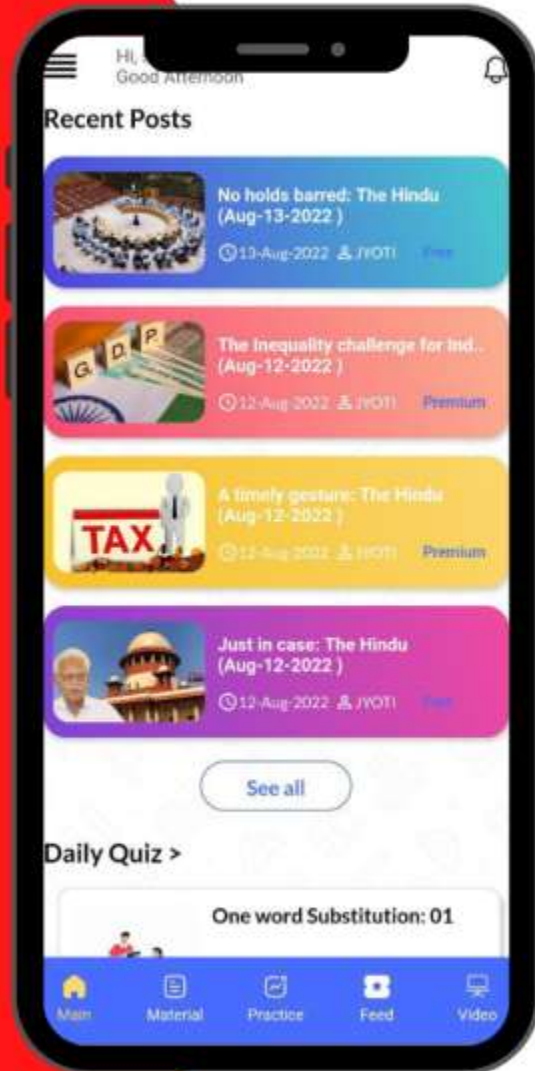 Hi,
Good Afternoon
Recent Posts
No holds barred: The Hindu
(Aug-13-2022 )
13-Aug-2022 JYOTI Free
G. D. P.
The Inequality challenge for Ind..
(Aug-12-2022 )
12-Aug-2022 JYOTI Premium
TAX
A timely gesture: The Hindu
(Aug-12-2022 )
12-Aug-2022 JYOTI Premium
Just in case: The Hindu
(Aug-12-2022 )
12-Aug-2022 JYOTI Free
See all
Daily Quiz >
One word Substitution: 01
Main Material Practice Feed Video